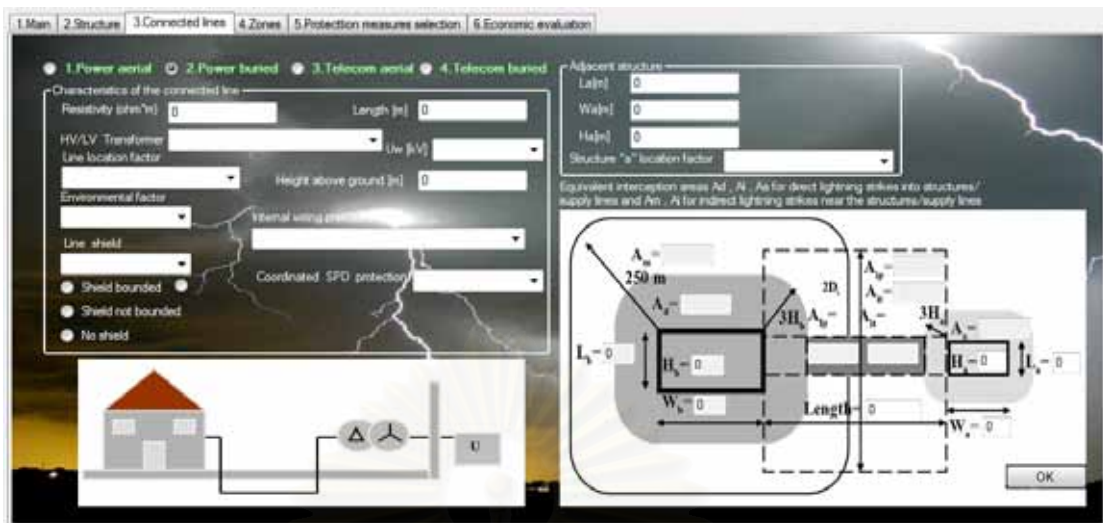 1.Main 2.Structure 3.Connected lines 4.Zones 5.Protecttion measures selection 6.Economic evaluation
1.Power aerial 2.Power buried 3.Telecom aerial 4.Telecom buried
Characteristics of the connected line
Resistivity (ohm*m) 0 Length [m] 0
HV/LV Transformer
Uw [kV]
Line location factor
Height above ground [m] 0
Environmental factor
Internal wiring
Line shield
Coordinated SPD protection
Shield bounded
Shield not bounded
No shield
U
Adjacent structure
La[m] 0
Wa[m] 0
Ha[m] 0
Structure "a" location factor
Equivalent interception areas Ad , Al , Aa for direct lightning strikes into structures/
supply lines and Am , Ai for indirect lightning strikes near the structures/supply lines
Am=
250 m
Ad=
2D
3Hb
3Ha
Lb= 0
Hb= 0
Wb= 0
Length= 0
Ha= 0
La= 0
Wa= 0
OK